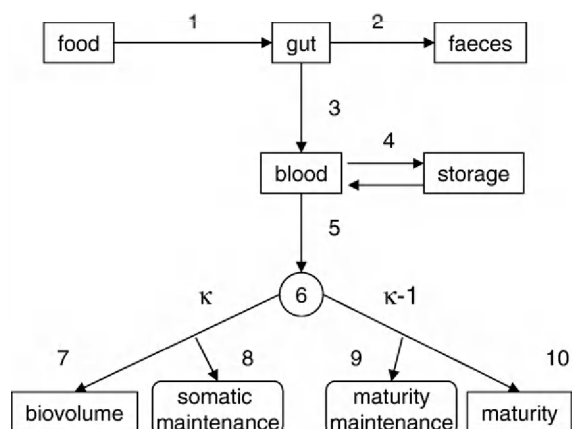 1
2
food
gut
faeces
3
4
blood
storage
5
κ
6
κ-1
7
8
9
10
biovolume
somatic
maintenance
maturity
maintenance
maturity